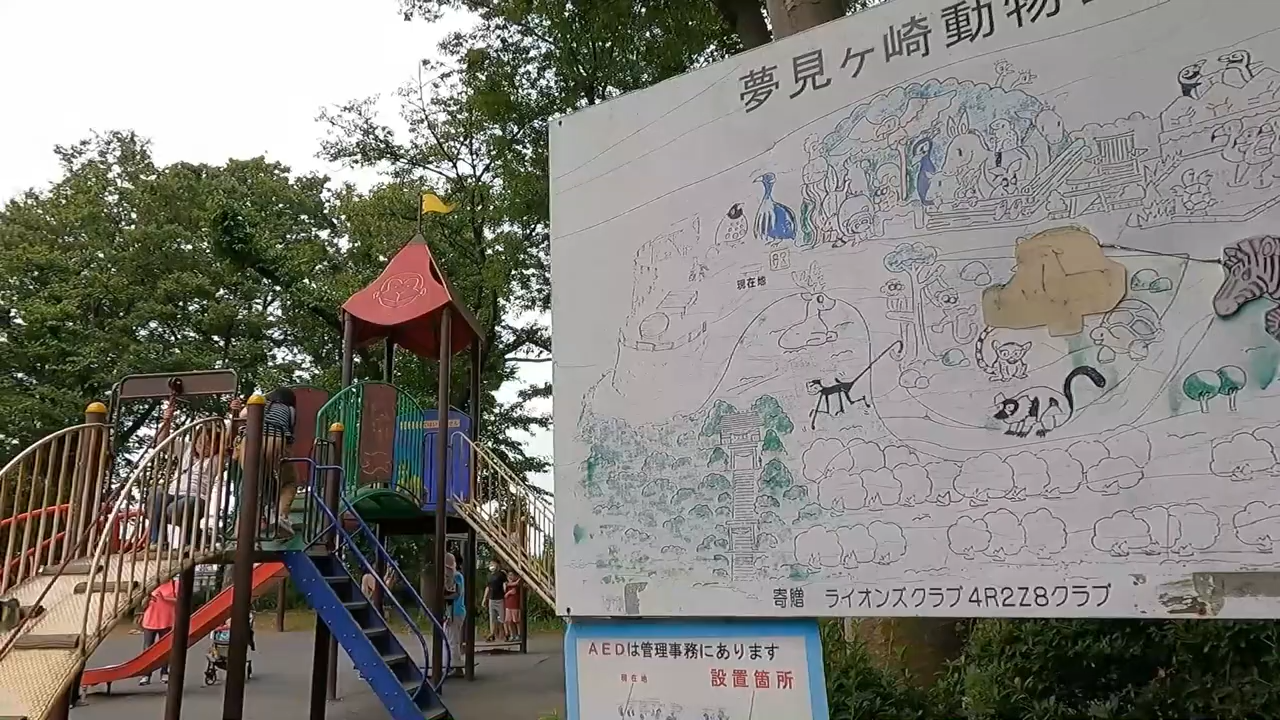 夢見ヶ崎動物
現在地
寄贈 ライオンズクラブ4R2Z8クラブ
AEDは管理事務にあります
現在地
設置箇所